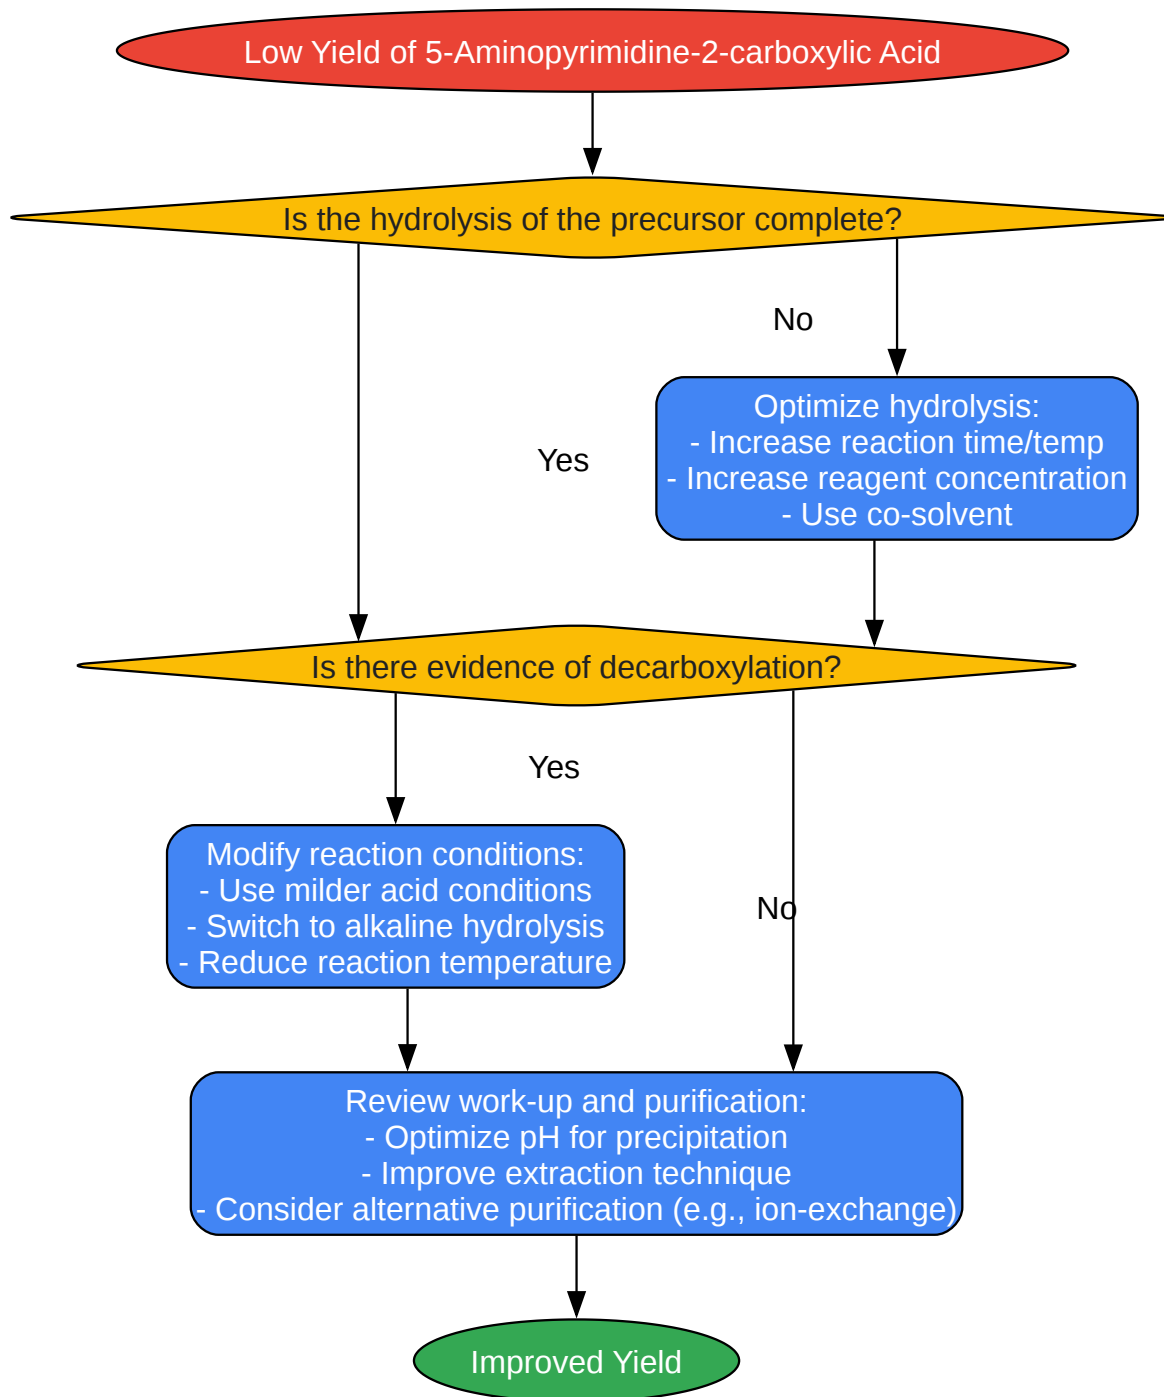 Low Yield of 5-Aminopyrimidine-2-carboxylic Acid
Is the hydrolysis of the precursor complete?
No
Optimize hydrolysis:
- Increase reaction time/temp
- Increase reagent concentration
- Use co-solvent
Yes
Is there evidence of decarboxylation?
Yes
Modify reaction conditions:
- Use milder acid conditions
- Switch to alkaline hydrolysis
- Reduce reaction temperature
No
Review work-up and purification:
- Optimize pH for precipitation
- Improve extraction technique
- Consider alternative purification (e.g., ion-exchange)
Improved Yield